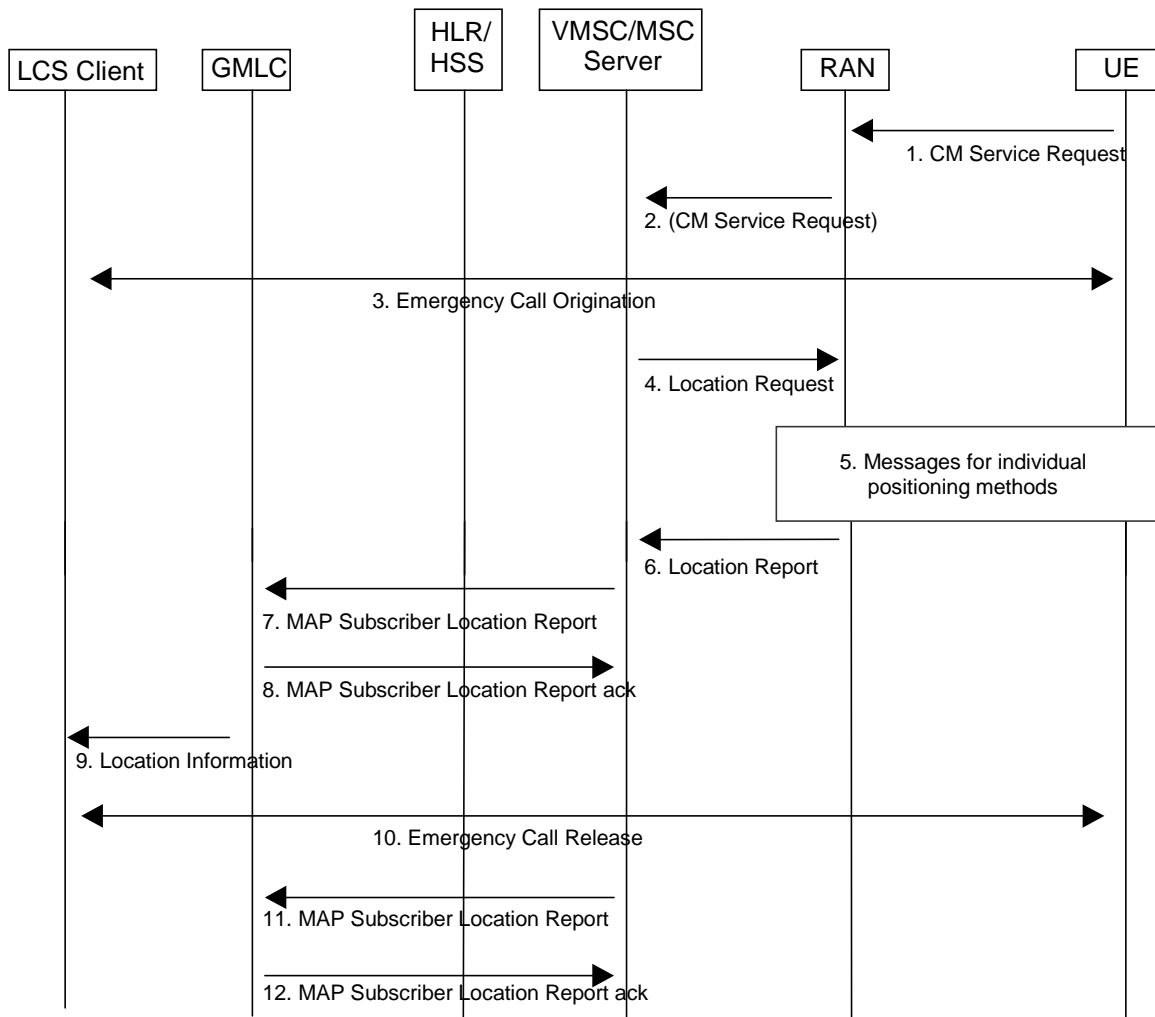 LCS Client
GMLC
HLR/
HSS
VMSC/MSC
Server
RAN
UE
1. CM Service Request
2. (CM Service Request)
3. Emergency Call Origination
4. Location Request
5. Messages for individual
positioning methods
6. Location Report
7. MAP Subscriber Location Report
8. MAP Subscriber Location Report ack
9. Location Information
10. Emergency Call Release
11. MAP Subscriber Location Report
12. MAP Subscriber Location Report ack